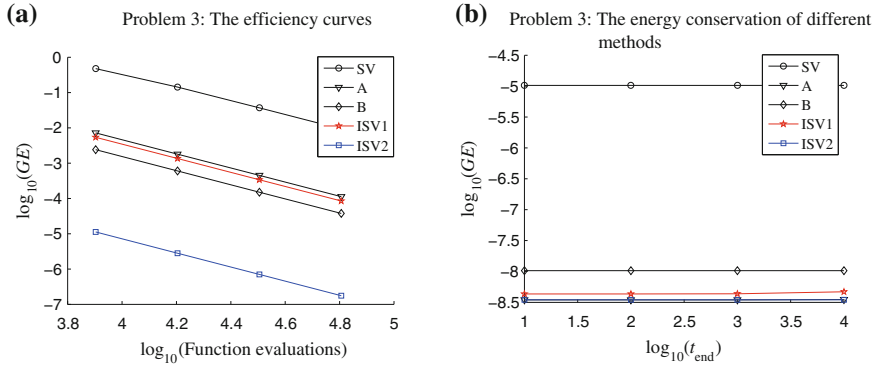 (a)
Problem 3: The efficiency curves
0
−1
−2
−3
−4
−5
−6
−7
log10(GE)
3.8 4 4.2 4.4 4.6 4.8 5
log10(Function evaluations)
SV
A
B
ISV1
ISV2
(b)
Problem 3: The energy conservation of different
methods
−4.5
−5
−5.5
−6
−6.5
−7
−7.5
−8
−8.5
log10(GE)
1 1.5 2 2.5 3 3.5 4
log10(tend)
SV
A
B
ISV1
ISV2